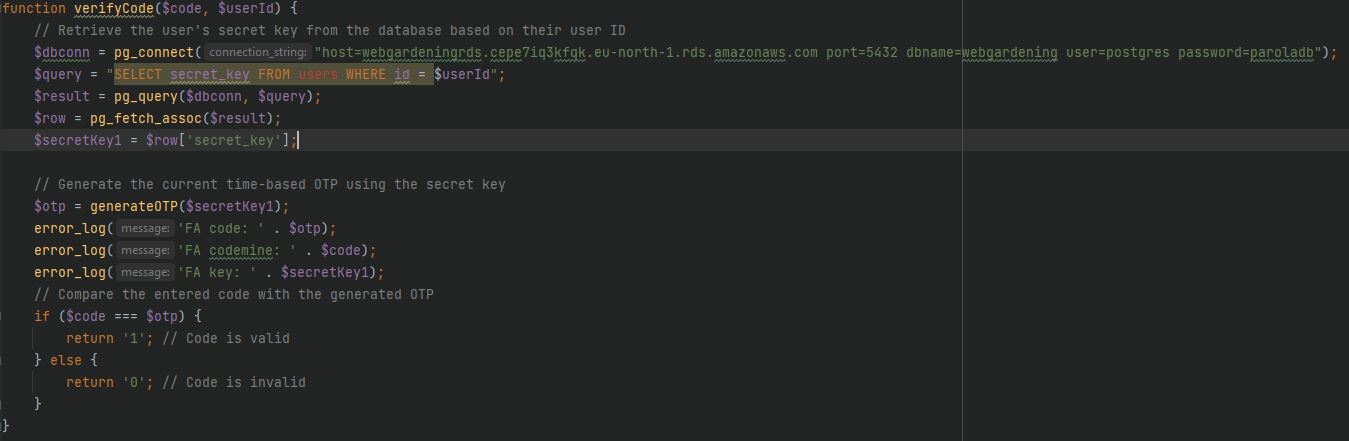 function verifyCode($code, $userId) {
// Retrieve the user's secret key from the database based on their user ID
$dbconn = pg_connect( connection_string: "host=webgardeningrds.cepe7iq3kfqk.eu-north-1.rds.amazonaws.com port=5432 dbname=webgardening user=postgres password=paroladb");
$query = "SELECT secret_key FROM users WHERE id = $userId";
$result = pg_query($dbconn, $query);
$row = pg_fetch_assoc($result);
$secretKey1 = $row['secret_key'];
// Generate the current time-based OTP using the secret key
$otp = generateOTP($secretKey1);
error_log( message: 'FA code: ' . $otp);
error_log( message: 'FA codemine: ' . $code);
error_log( message: 'FA key: ' . $secretKey1);
// Compare the entered code with the generated OTP
if ($code === $otp) {
return '1'; // Code is valid
} else {
return '0'; // Code is invalid
}
}